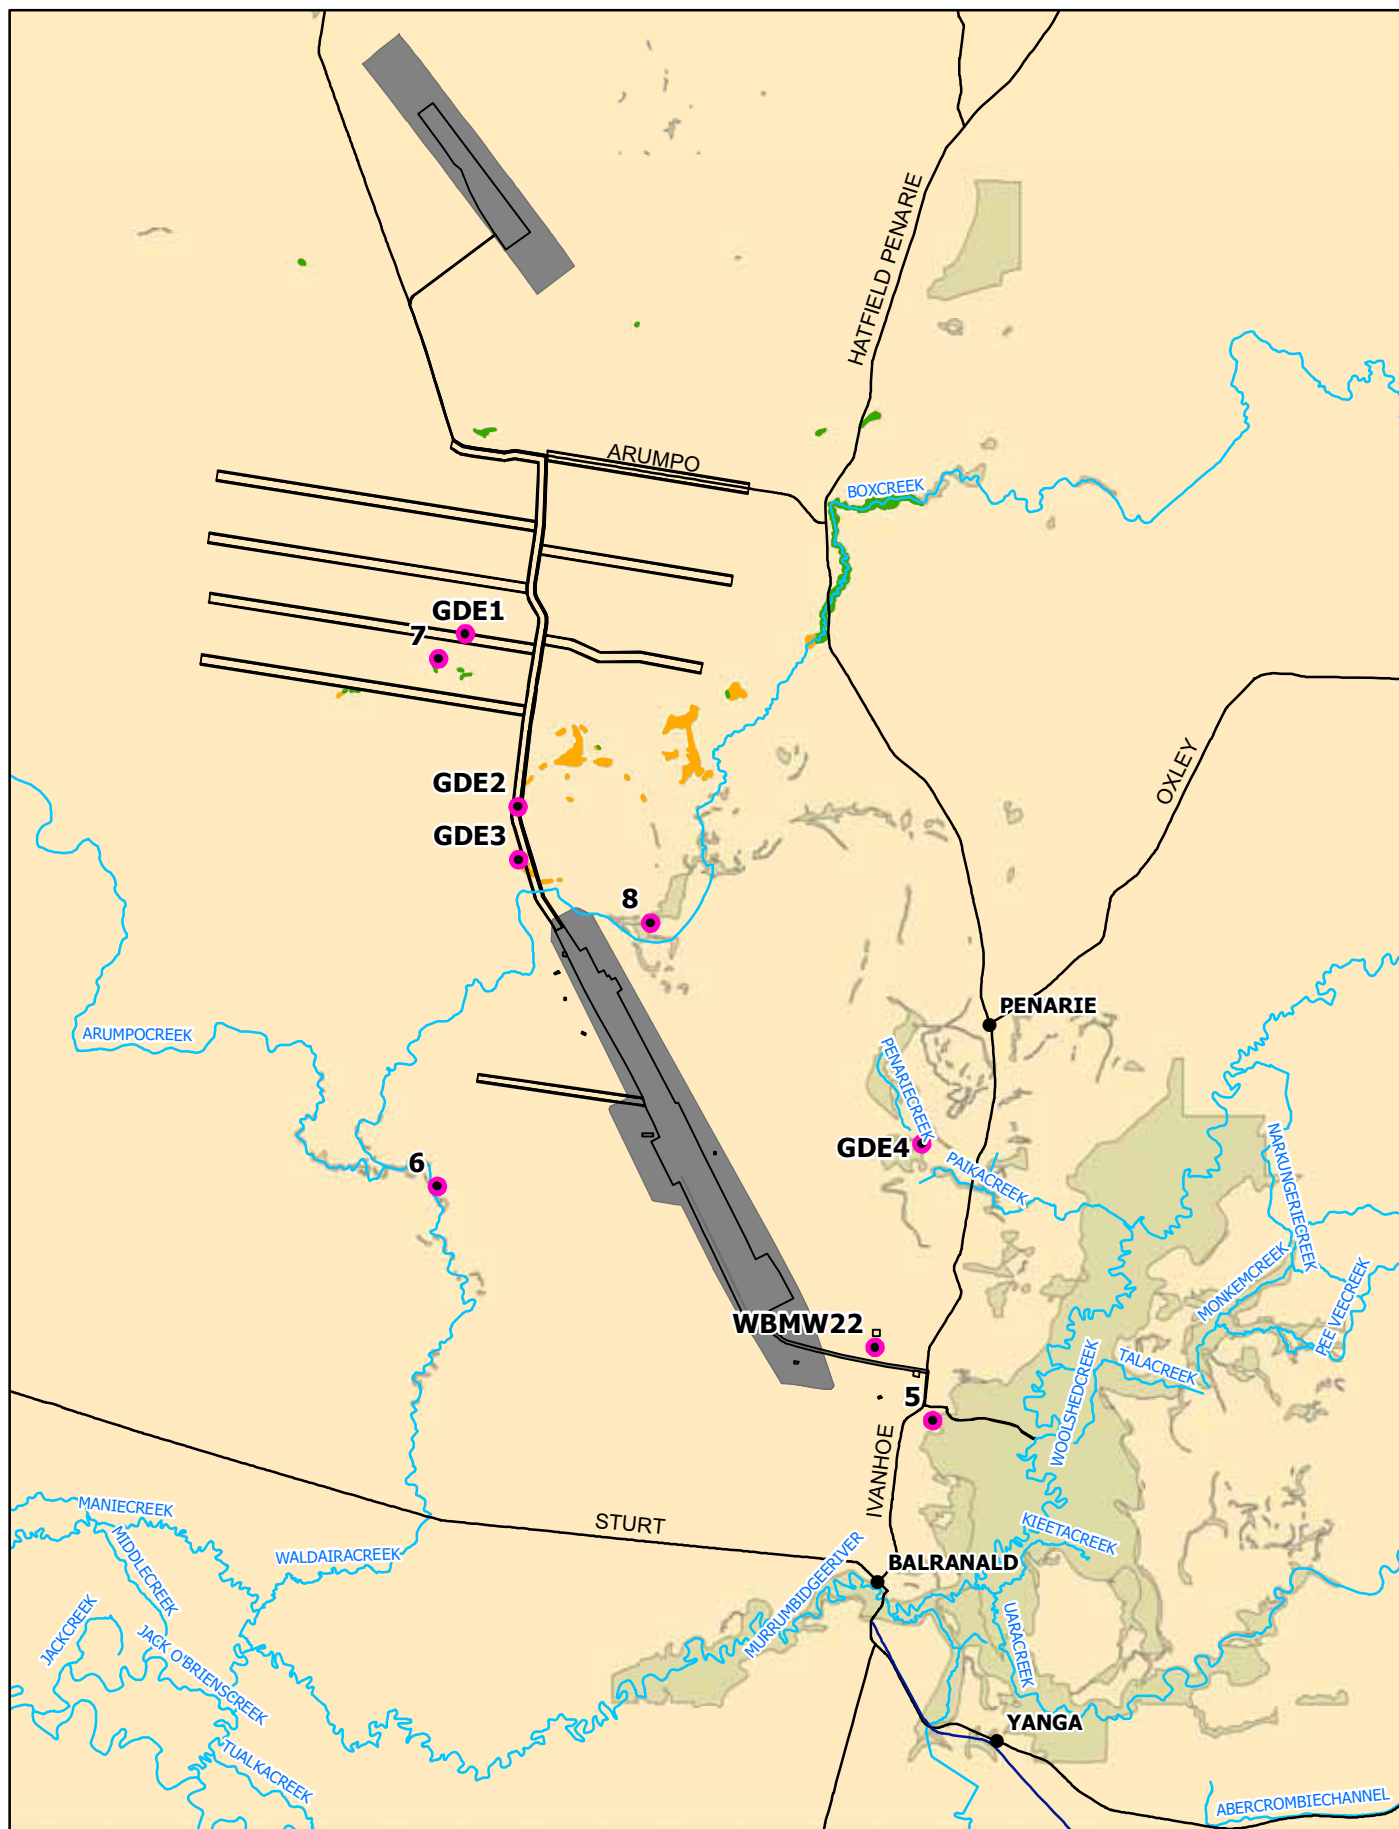 HATFIELD PENARIE
ARUMPO
BOXCREEK
GDE1
7
OXLEY
GDE2
GDE3
8
PENARIE
ARUMPOCREEK
PENARIECREEK
GDE4
6
PAIKACREEK
NARKUNGERIECREEK
MONKEMCREEK
PEE VEECREEK
WBMW22
TALACREEK
WOOLSHEDCREEK
5
IVANHOE
MANIECREEK
MIDDLECREEK
STURT
KIEETACREEK
WALDAIRACREEK
BALRANALD
MURRUMBIDGEERIVER
JACKCREEK
JACK O'BRIENSCREEK
UARACREEK
YANGA
TUALKACREEK
ABERCROMBIECHANNEL